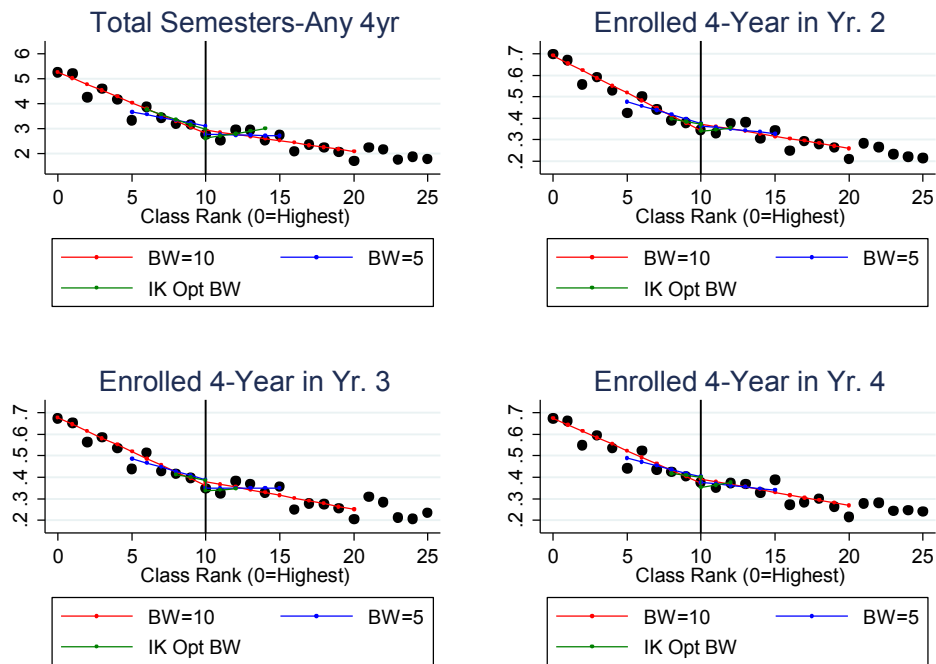 Total Semesters-Any 4yr
2 3 4 5 6
0 5 10 15 20 25
Class Rank (0=Highest)
BW=10 BW=5
IK Opt BW
Enrolled 4-Year in Yr. 2
.2 .3 .4 .5 .6 .7
0 5 10 15 20 25
Class Rank (0=Highest)
BW=10 BW=5
IK Opt BW
Enrolled 4-Year in Yr. 3
.2 .3 .4 .5 .6 .7
0 5 10 15 20 25
Class Rank (0=Highest)
BW=10 BW=5
IK Opt BW
Enrolled 4-Year in Yr. 4
.2 .3 .4 .5 .6 .7
0 5 10 15 20 25
Class Rank (0=Highest)
BW=10 BW=5
IK Opt BW